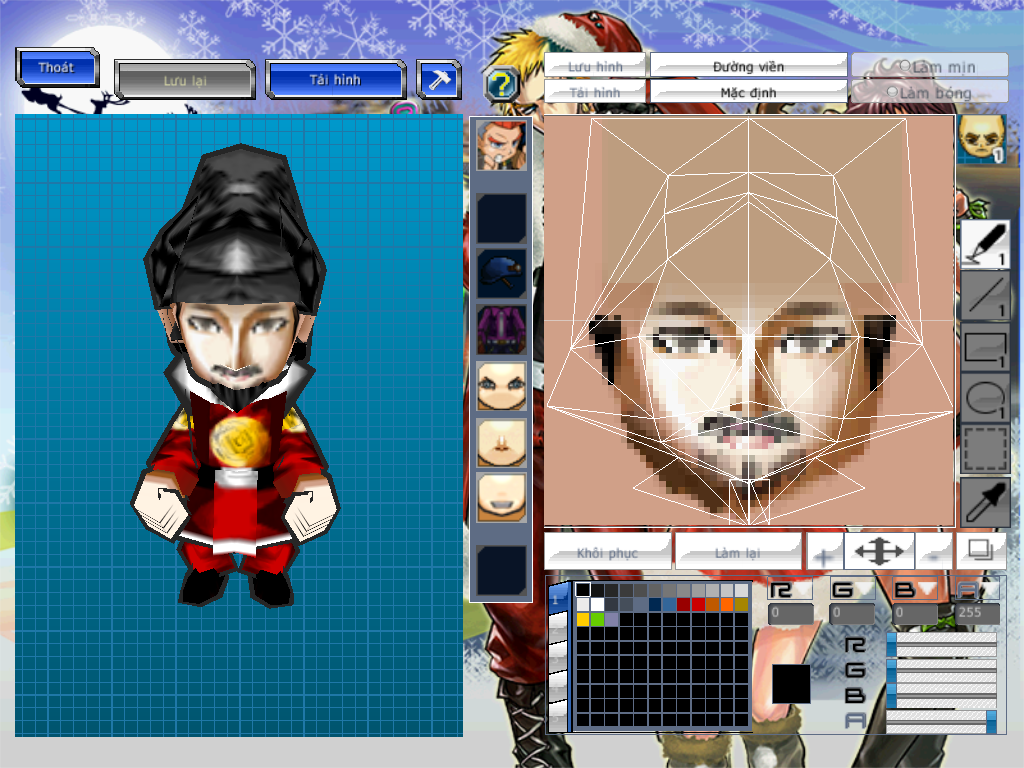 Thoát
Lưu lại
Tải hình
?
Lưu hình
Đường viền
Làm mịn
Tải hình
Mặc định
Làm bóng
1
1
1
1
1
Khôi phục
Làm lại
+
-
1
R
G
B
A
0
0
0
255
R
G
B
A